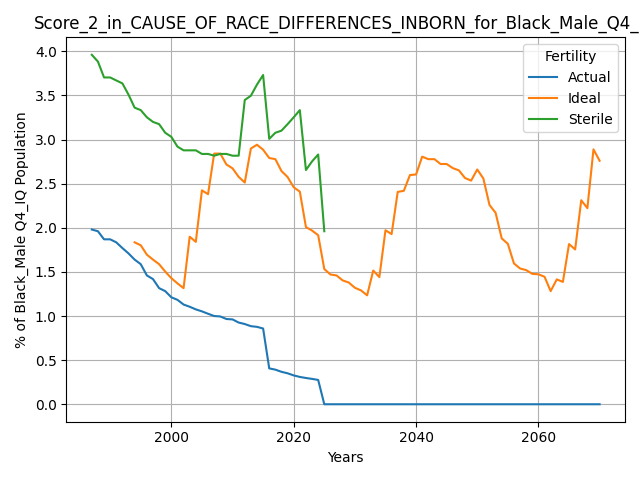 Score_2_in_CAUSE_OF_RACE_DIFFERENCES_INBORN_for_Black_Male_Q4_
Fertility
Actual
Ideal
Sterile
% of Black_Male Q4_IQ Population
4.0
3.5
3.0
2.5
2.0
1.5
1.0
0.5
0.0
2000
2020
2040
2060
Years